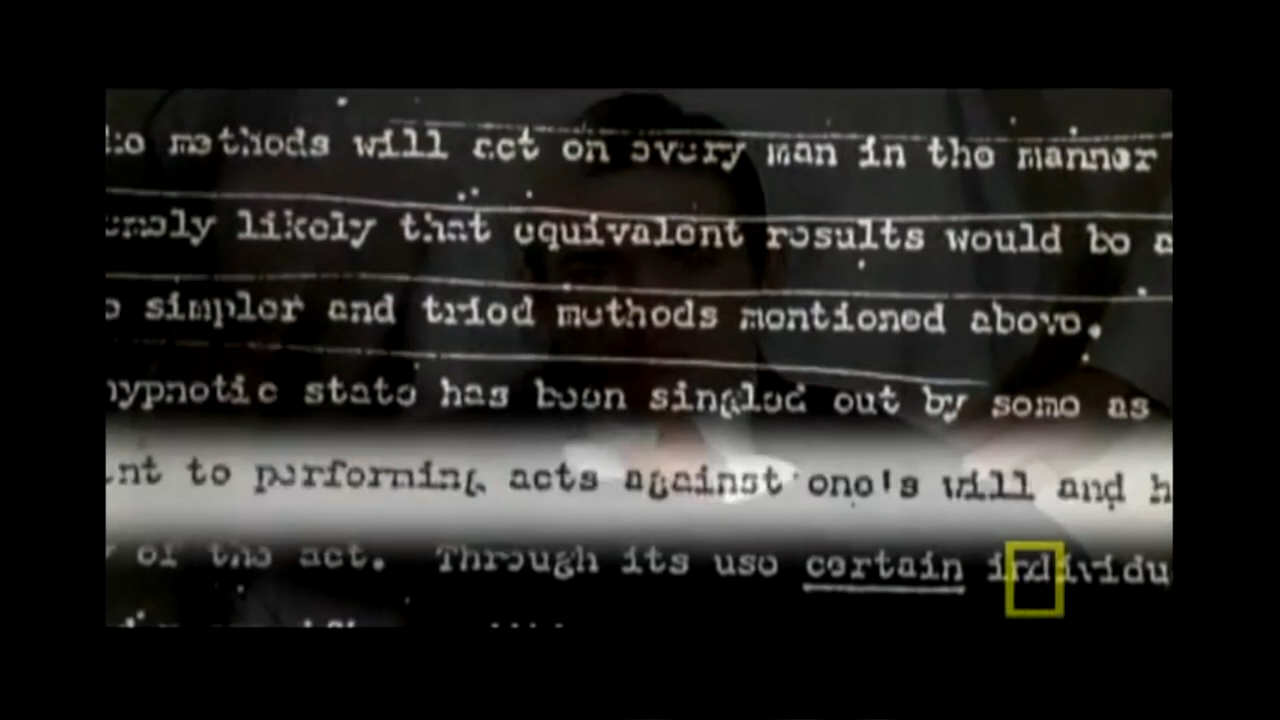 methods will act on every man in the manner
likely that equivalent results would be
simpler and tried methods mentioned above.
hypnotic state has been singled out by some as
nt to performing acts against one's will and h
of the act. Through its use certain individu